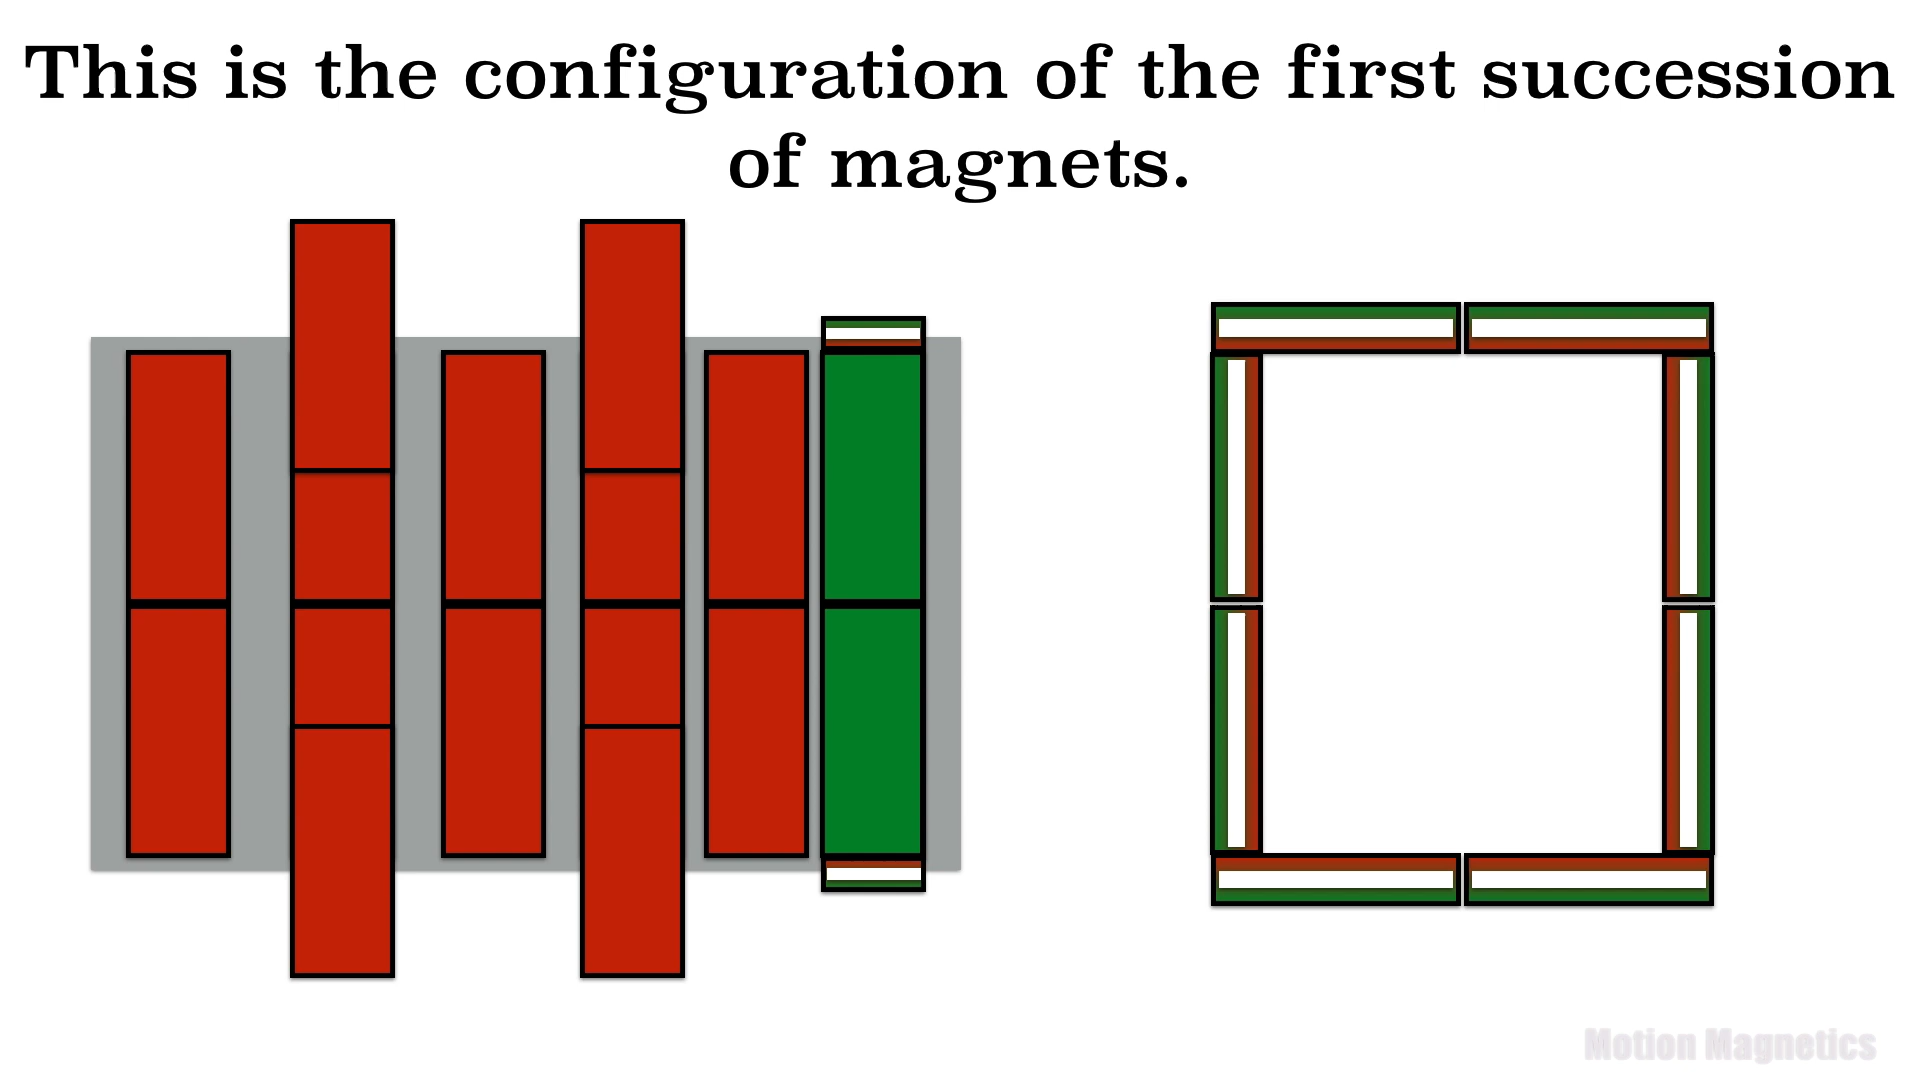 This is the configuration of the first succession
of magnets.
Motion Magnetics